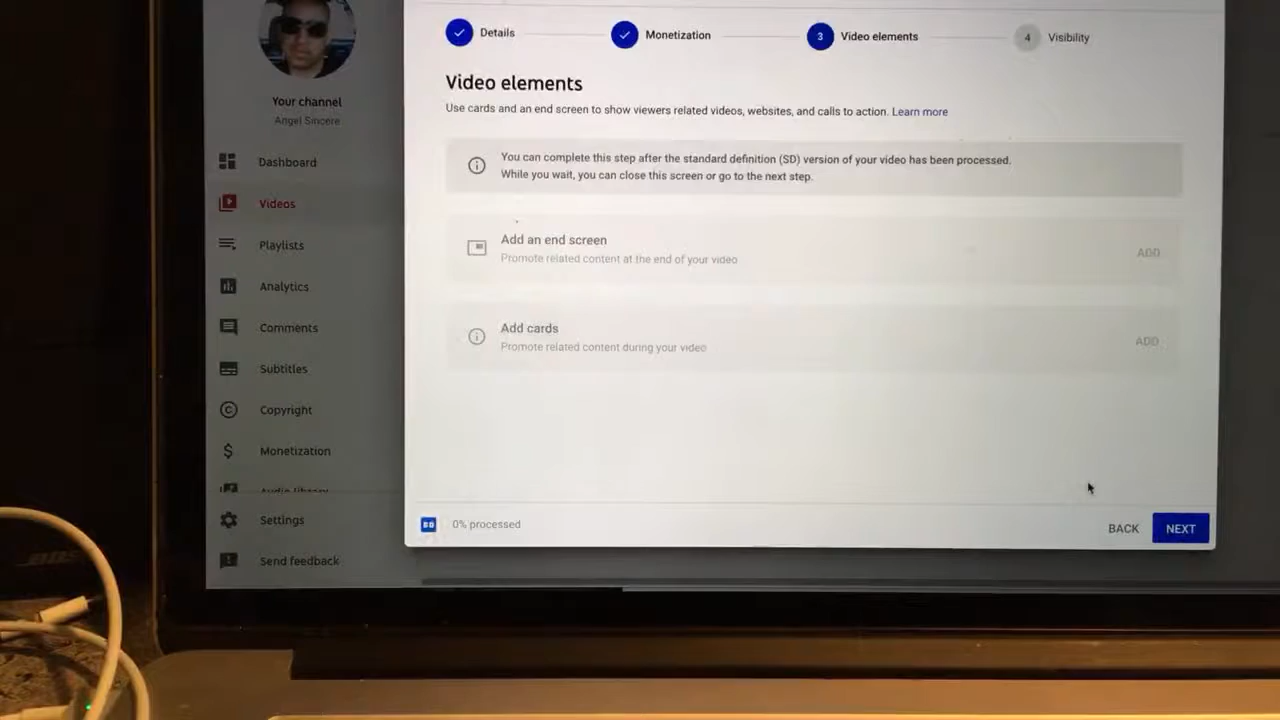 Details
Monetization
3
Video elements
4
Visibility
Video elements
Use cards and an end screen to show viewers related videos, websites, and calls to action. Learn more
You can complete this step after the standard definition (SD) version of your video has been processed.
While you wait, you can close this screen or go to the next step.
Add an end screen
Promote related content at the end of your video
ADD
Add cards
Promote related content during your video
ADD
0% processed
BACK
NEXT
Your channel
Angel Sincere
Dashboard
Videos
Playlists
Analytics
Comments
Subtitles
Copyright
Monetization
Audio library
Settings
Send feedback